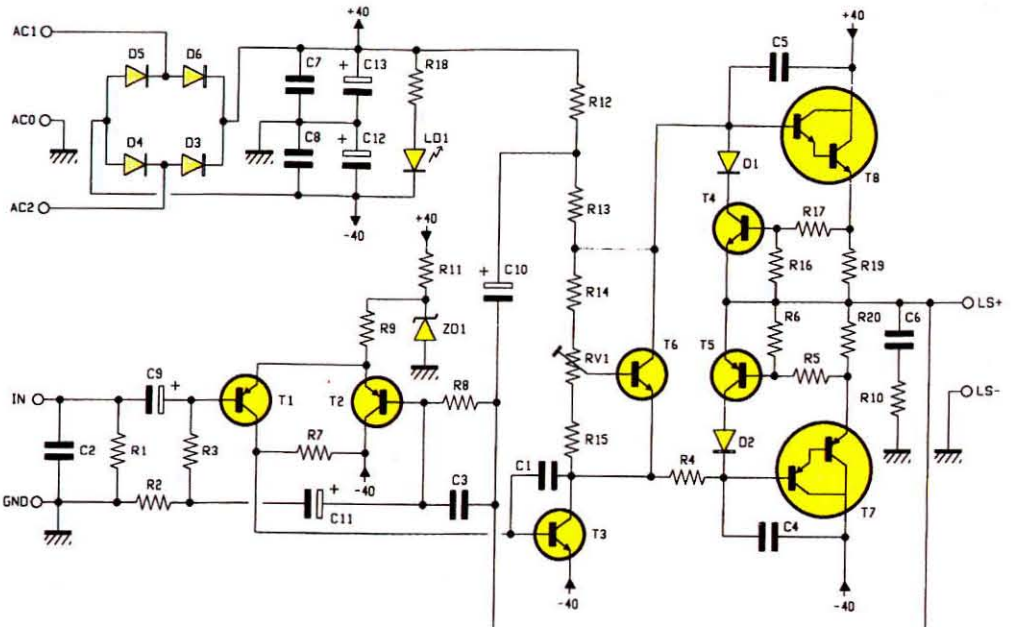 +40
+40
AC1
D5
D6
C5
C7
+
C13
R18
R12
AC0
D4
D3
C8
+
C12
LD1
D1
T8
AC2
-40
+40
R13
T4
R17
R11
+
C10
R16
R19
R14
LS+
R9
ZD1
R6
R20
C6
RV1
T6
T5
R5
C9
+
IN
T1
T2
R8
R10
LS-
C2
R1
R3
R7
R15
D2
-40
C1
R4
GND
R2
+
C11
C3
T7
T3
C4
-40
-40